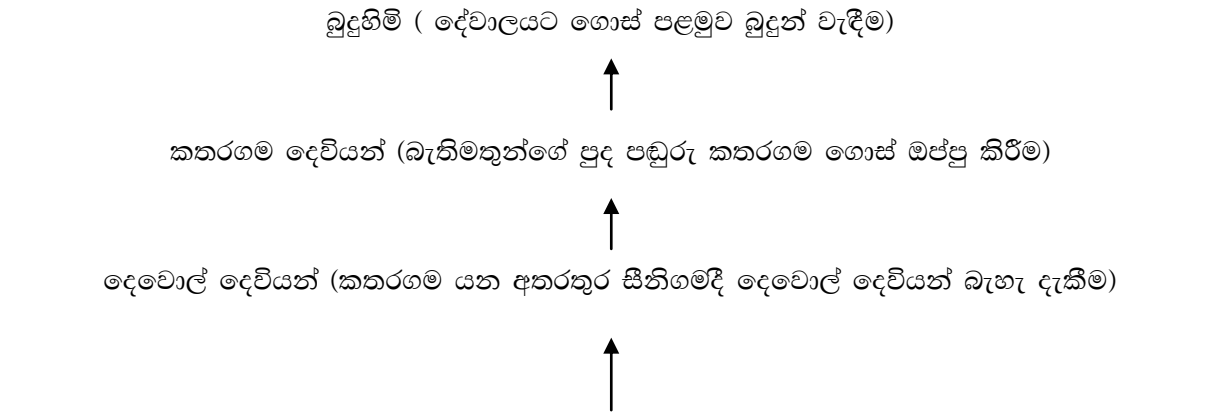 බුදුහිමි ( දේවාලයට ගොස් පළමුව බුදුන් වැඳීම)
කතරගම දෙවියන් (බැතිමතුන්ගේ පුද පඬුරු කතරගම ගොස් ඔප්පු කිරීම)
දෙවොල් දෙවියන් (කතරගම යන අතරතුර සීනිගමදී දෙවොල් දෙවියන් බැහැ දැකීම)